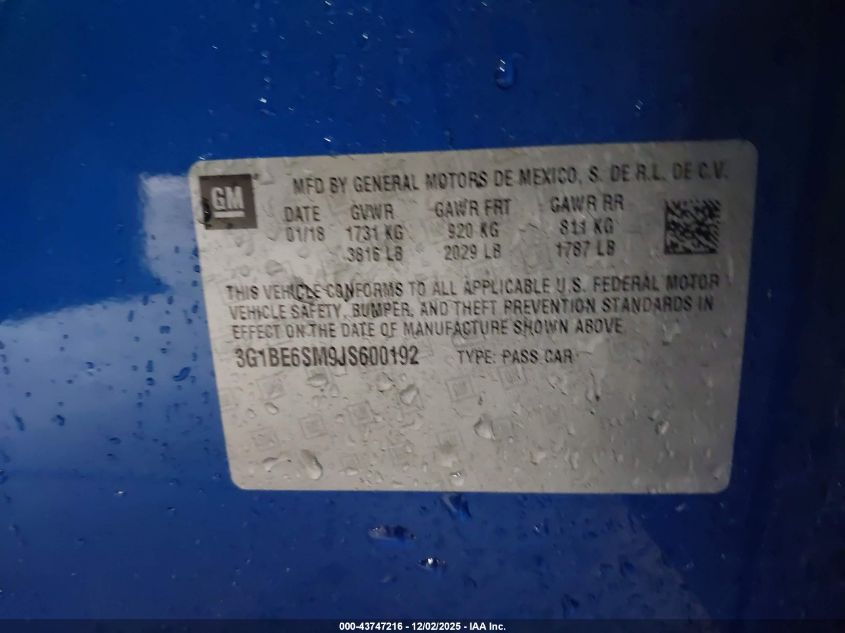 GM
MFD BY GENERAL MOTORS DE MEXICO, S. DE R.L. DE C.V.
DATE GVWR GAWR FRT GAWR RR
01/18 1731 KG 920 KG 811 KG
3816 LB 2029 LB 1787 LB
THIS VEHICLE CONFORMS TO ALL APPLICABLE U.S. FEDERAL MOTOR
VEHICLE SAFETY, BUMPER, AND THEFT PREVENTION STANDARDS IN
EFFECT ON THE DATE OF MANUFACTURE SHOWN ABOVE
3G1BE6SM9JS600192 TYPE: PASS CAR
000-43747216 - 12/02/2025 - IAA Inc.